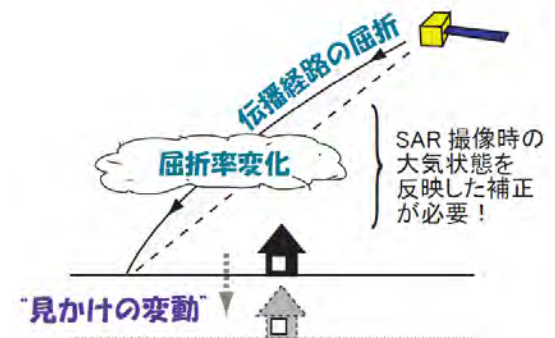 伝播経路の屈折
屈折率変化
SAR 撮像時の
大気状態を
反映した補正
が必要！
"見かけの変動"